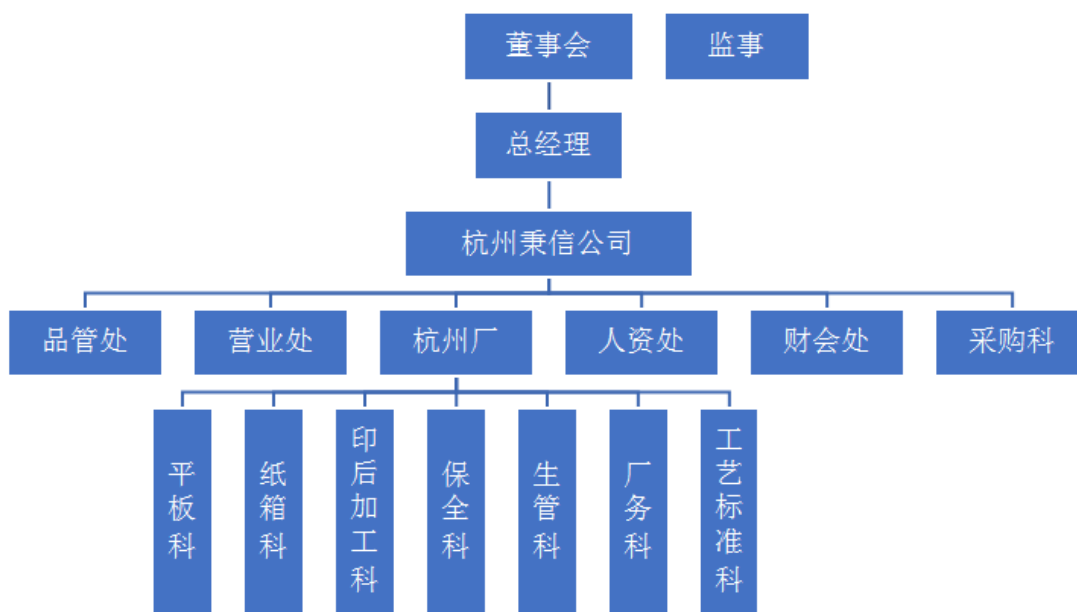 董事会
监事
总经理
杭州秉信公司
品管处
营业处
杭州厂
人资处
财会处
采购科
平板科
纸箱科
印后加工科
保全科
生管科
厂务科
工艺标准科